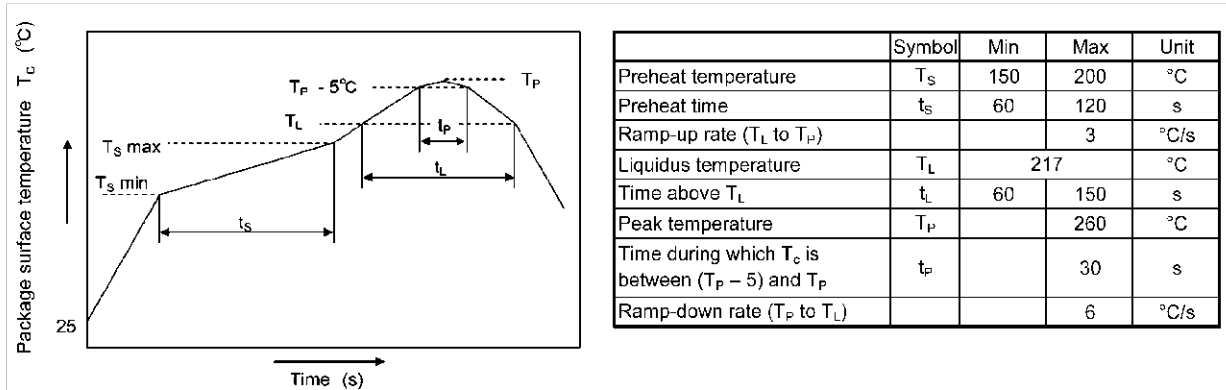 Package surface temperature T_c (°C)
T_P
T_P - 5°C
T_L
t_P
T_S max
t_L
T_S min
t_S
25
Time (s)
Symbol Min Max Unit
Preheat temperature T_S 150 200 °C
Preheat time t_S 60 120 s
Ramp-up rate (T_L to T_P) 3 °C/s
Liquidus temperature T_L 217 °C
Time above T_L t_L 60 150 s
Peak temperature T_P 260 °C
Time during which T_c is
between (T_P – 5) and T_P t_P 30 s
Ramp-down rate (T_P to T_L) 6 °C/s